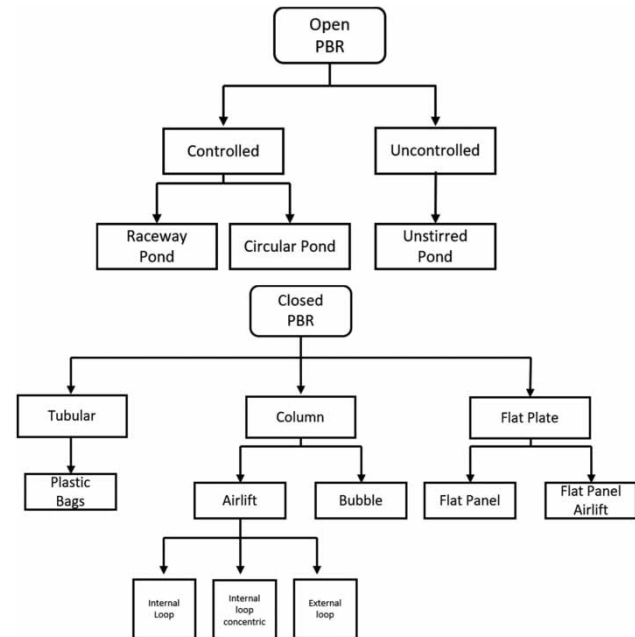 Open
PBR
Controlled
Uncontrolled
Raceway
Pond
Circular Pond
Unstirred
Pond
Closed
PBR
Tubular
Column
Flat Plate
Plastic
Bags
Airlift
Bubble
Flat Panel
Flat Panel
Airlift
Internal
Loop
Internal
loop
concentric
External
loop